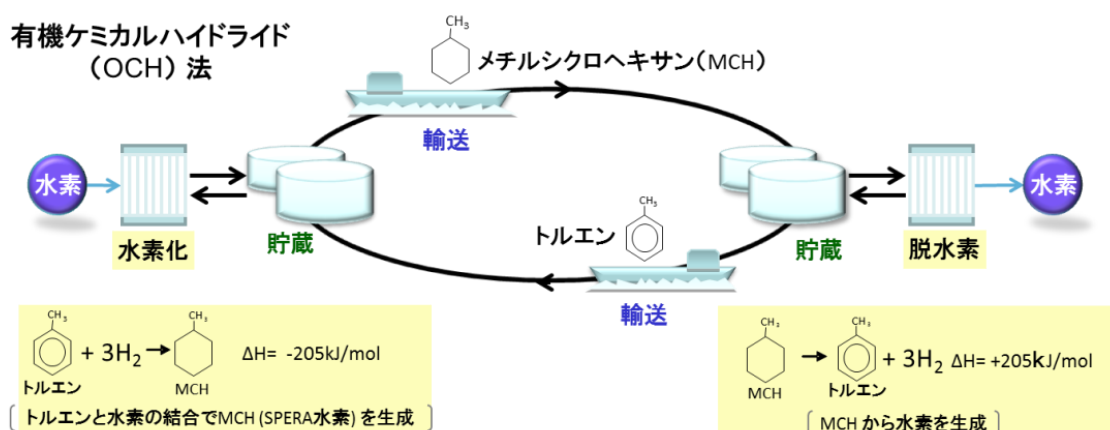 有機ケミカルハイドライド
（OCH）法
CH₃
メチルシクロヘキサン（MCH）
輸送
水素
水素化
貯蔵
CH₃
トルエン
輸送
貯蔵
脱水素
水素
CH₃
+ 3H₂ → ΔH= -205kJ/mol
トルエン
CH₃
MCH
トルエンと水素の結合でMCH (SPERA水素) を生成
CH₃
MCH
→
CH₃
+ 3H₂ ΔH= +205kJ/mol
トルエン
MCH から水素を生成